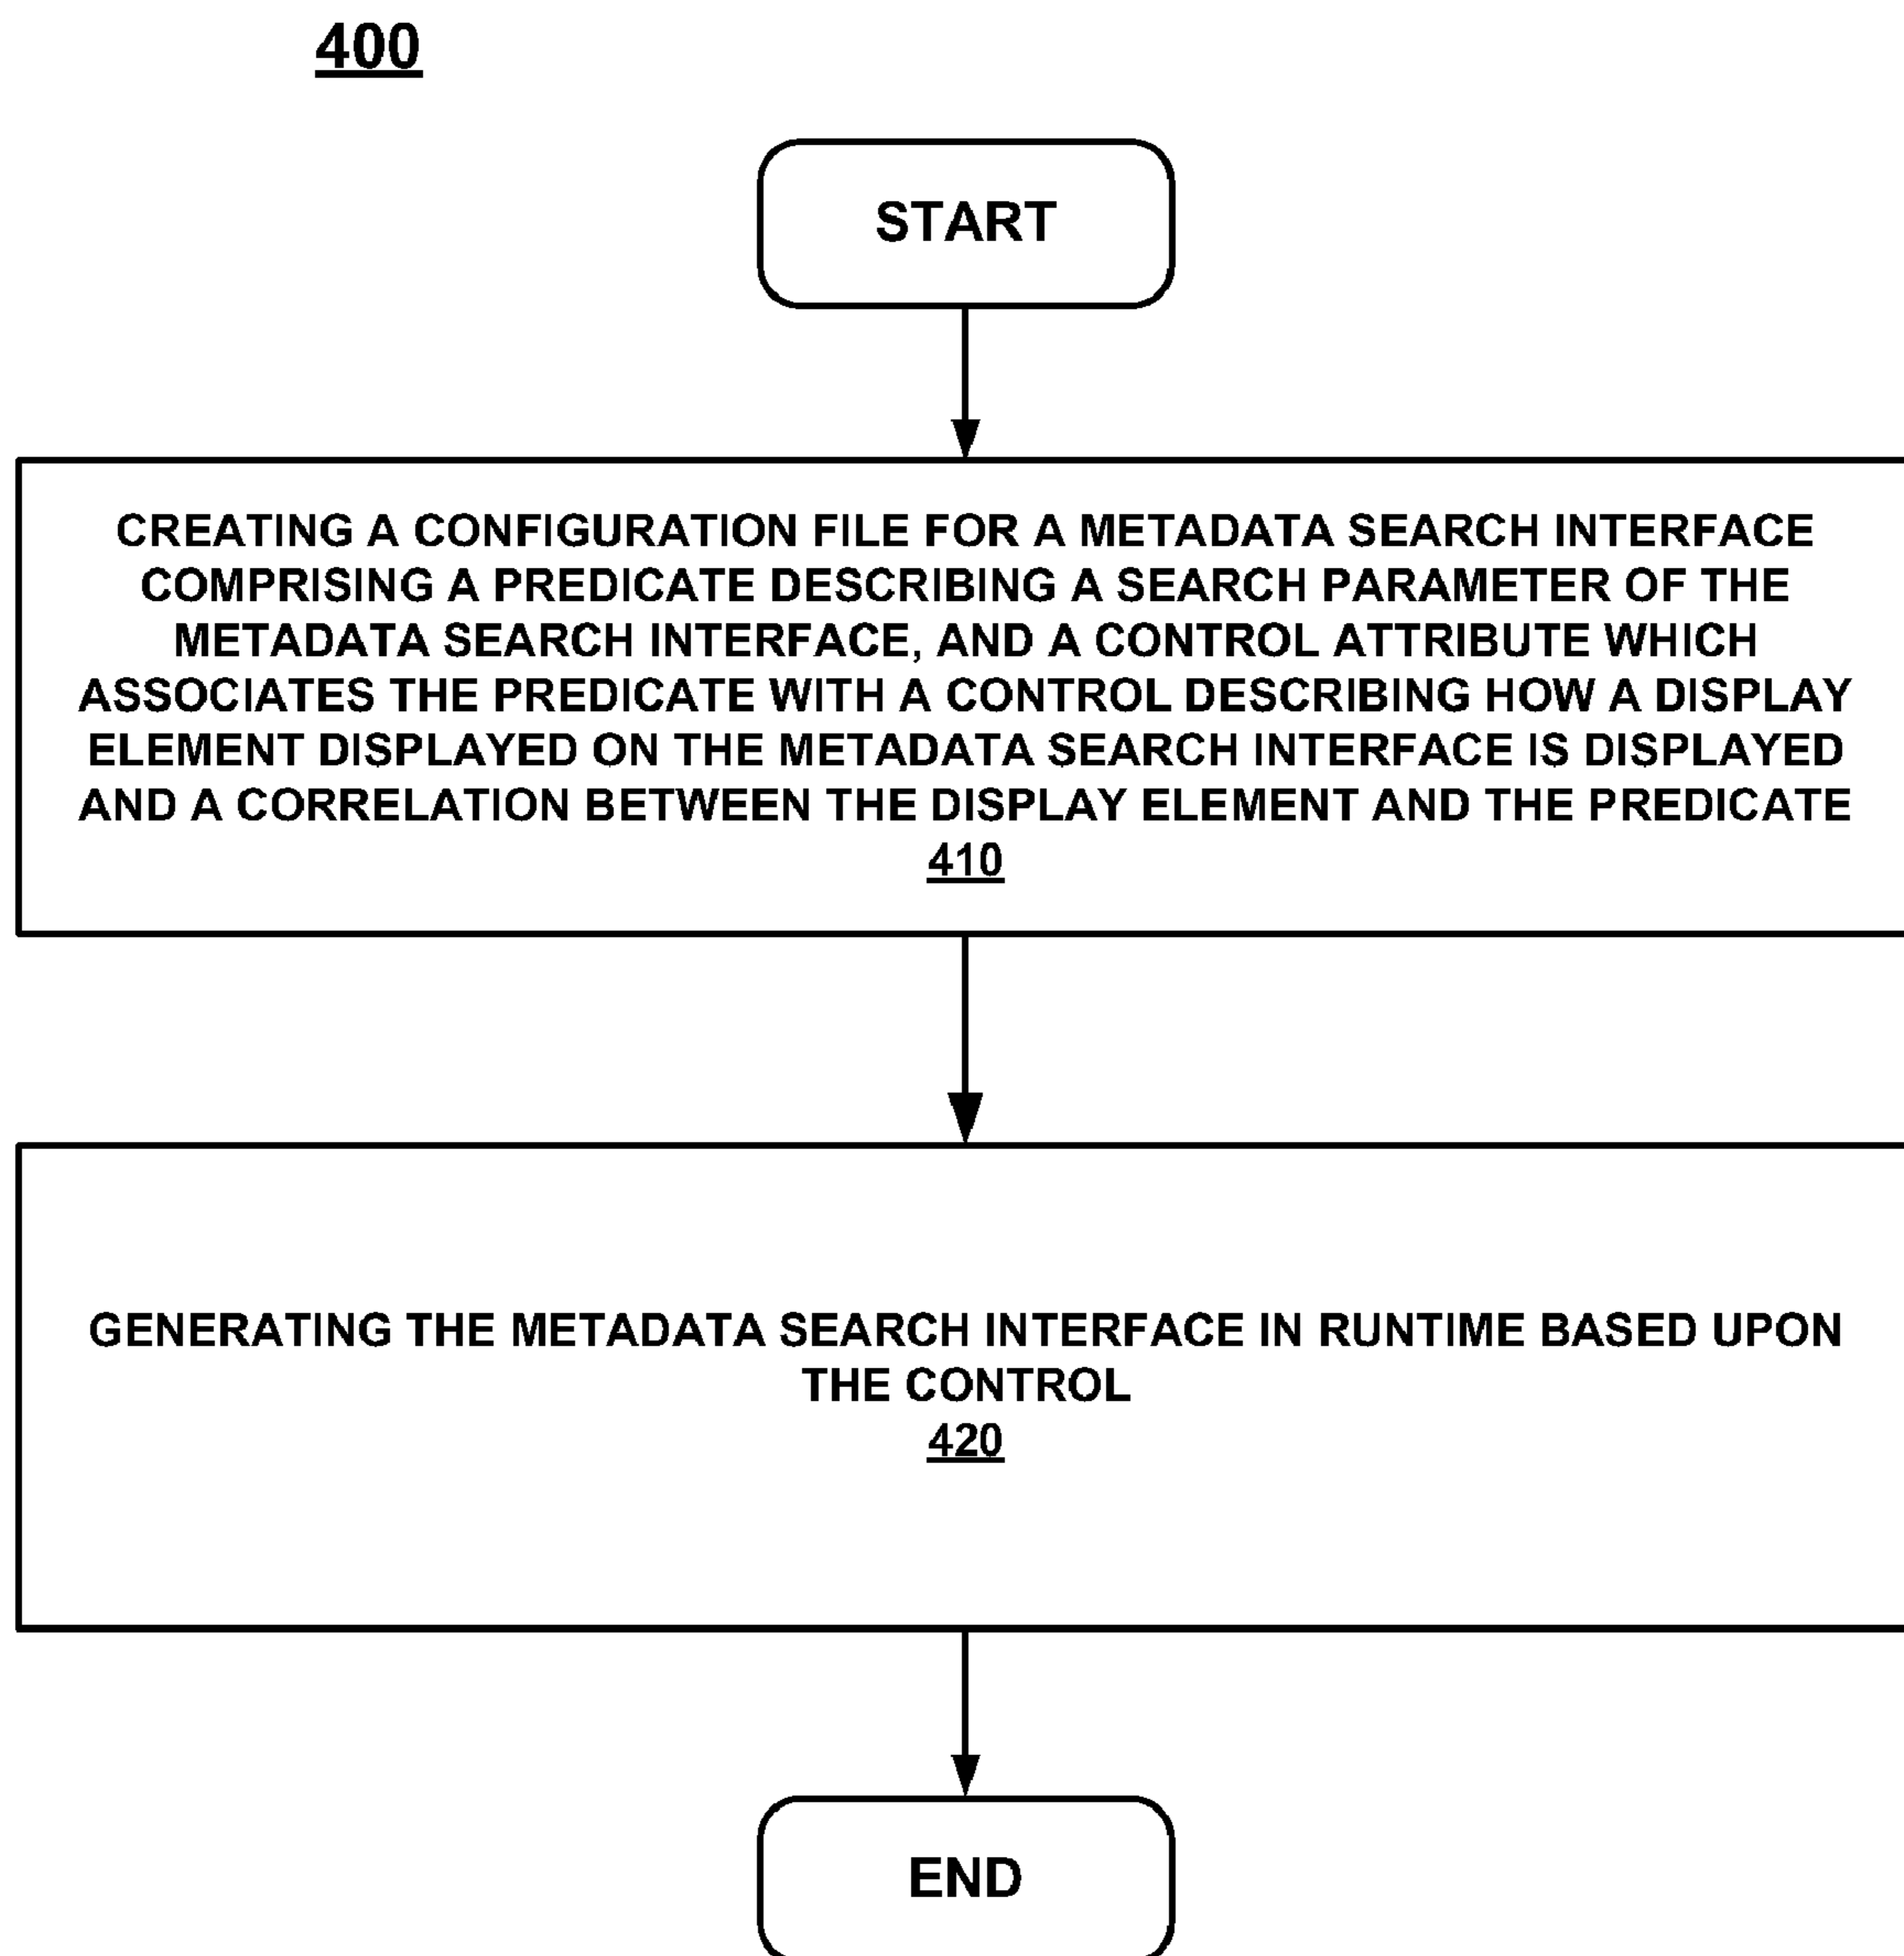 400
START
CREATING A CONFIGURATION FILE FOR A METADATA SEARCH INTERFACE
COMPRISING A PREDICATE DESCRIBING A SEARCH PARAMETER OF THE
METADATA SEARCH INTERFACE, AND A CONTROL ATTRIBUTE WHICH
ASSOCIATES THE PREDICATE WITH A CONTROL DESCRIBING HOW A DISPLAY
ELEMENT DISPLAYED ON THE METADATA SEARCH INTERFACE IS DISPLAYED
AND A CORRELATION BETWEEN THE DISPLAY ELEMENT AND THE PREDICATE
410
GENERATING THE METADATA SEARCH INTERFACE IN RUNTIME BASED UPON
THE CONTROL
420
END